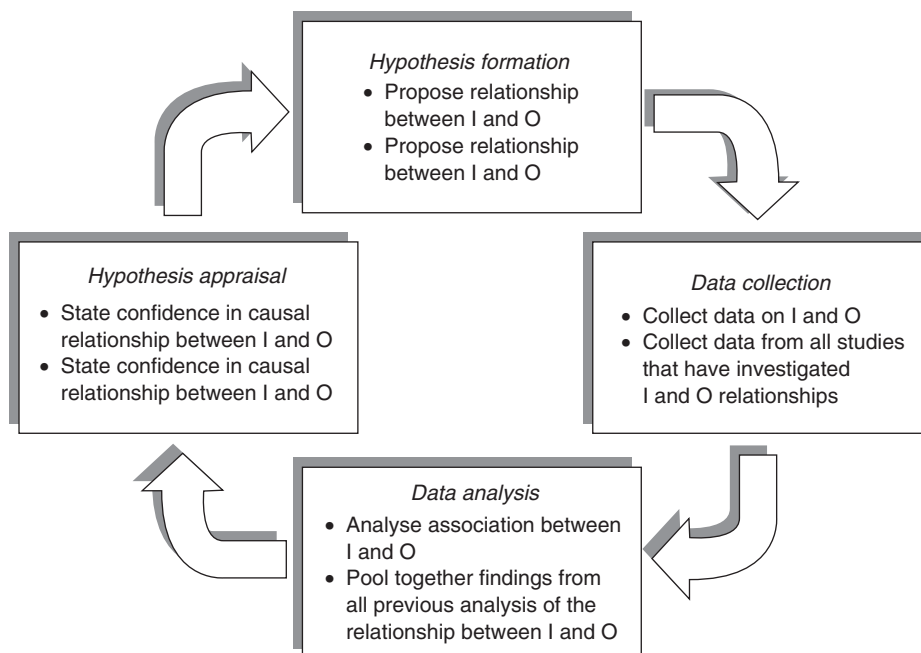 Hypothesis formation
• Propose relationship
between I and O
• Propose relationship
between I and O
Data collection
• Collect data on I and O
• Collect data from all studies
that have investigated
I and O relationships
Data analysis
• Analyse association between
I and O
• Pool together findings from
all previous analysis of the
relationship between I and O
Hypothesis appraisal
• State confidence in causal
relationship between I and O
• State confidence in causal
relationship between I and O